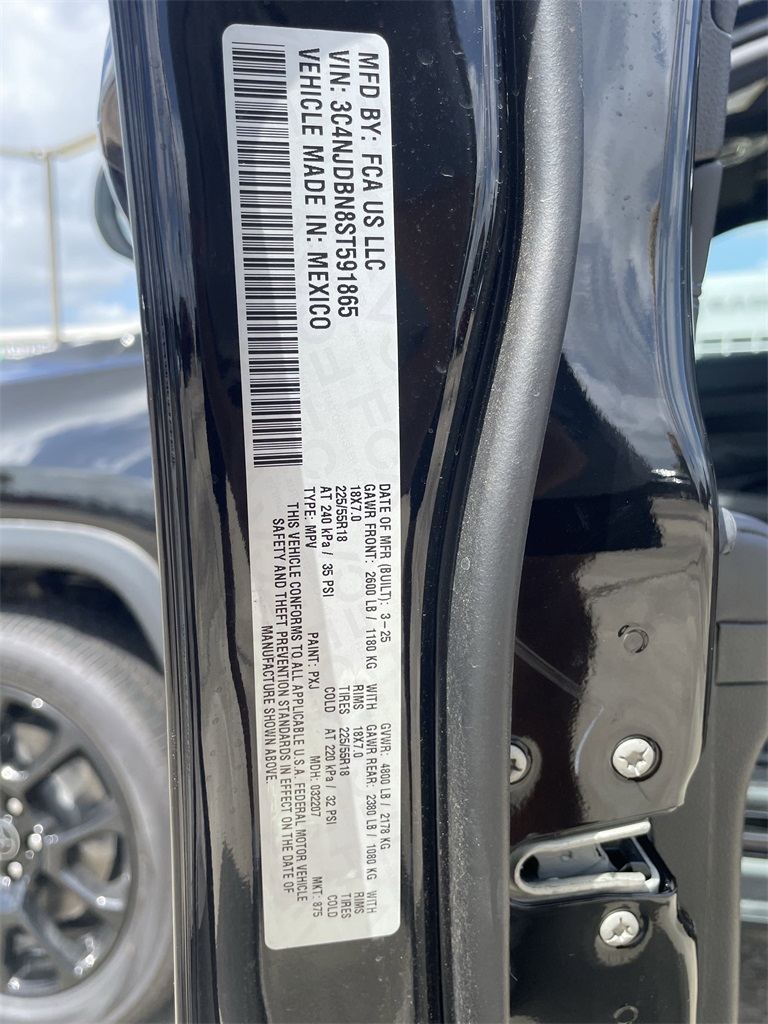 MFD BY: FCA US LLC
VIN: 3C4NJDBN8ST591865
VEHICLE MADE IN: MEXICO
DATE OF MFR (BUILT): 3-25 GVWR: 4800 LB / 2178 KG
GAWR FRONT: 2600 LB / 1180 KG WITH GAWR REAR: 2380 LB / 1080 KG WITH
18X7.0 RIMS 18X7.0 RIMS
225/55R18 TIRES 225/55R18 TIRES
AT 240 kPa / 35 PSI COLD AT 220 kPa / 32 PSI COLD
TYPE: MPV PAINT: PXJ MDH: 032207 MKT: 875
THIS VEHICLE CONFORMS TO ALL APPLICABLE U.S.A. FEDERAL MOTOR VEHICLE
SAFETY AND THEFT PREVENTION STANDARDS IN EFFECT ON THE DATE OF
MANUFACTURE SHOWN ABOVE.